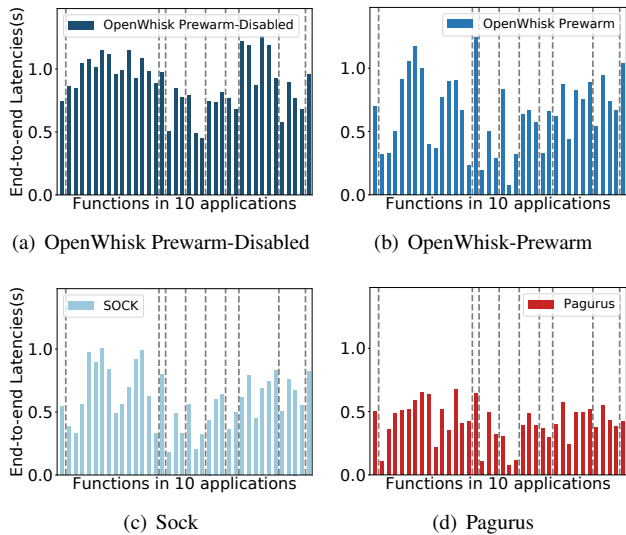 End-to-end Latencies(s)
1.0
0.5
0.0
OpenWhisk Prewarm-Disabled
Functions in 10 applications
(a) OpenWhisk Prewarm-Disabled
1.0
0.5
0.0
OpenWhisk Prewarm
Functions in 10 applications
(b) OpenWhisk-Prewarm
End-to-end Latencies(s)
1.0
0.5
0.0
SOCK
Functions in 10 applications
(c) Sock
1.0
0.5
0.0
Pagurus
Functions in 10 applications
(d) Pagurus